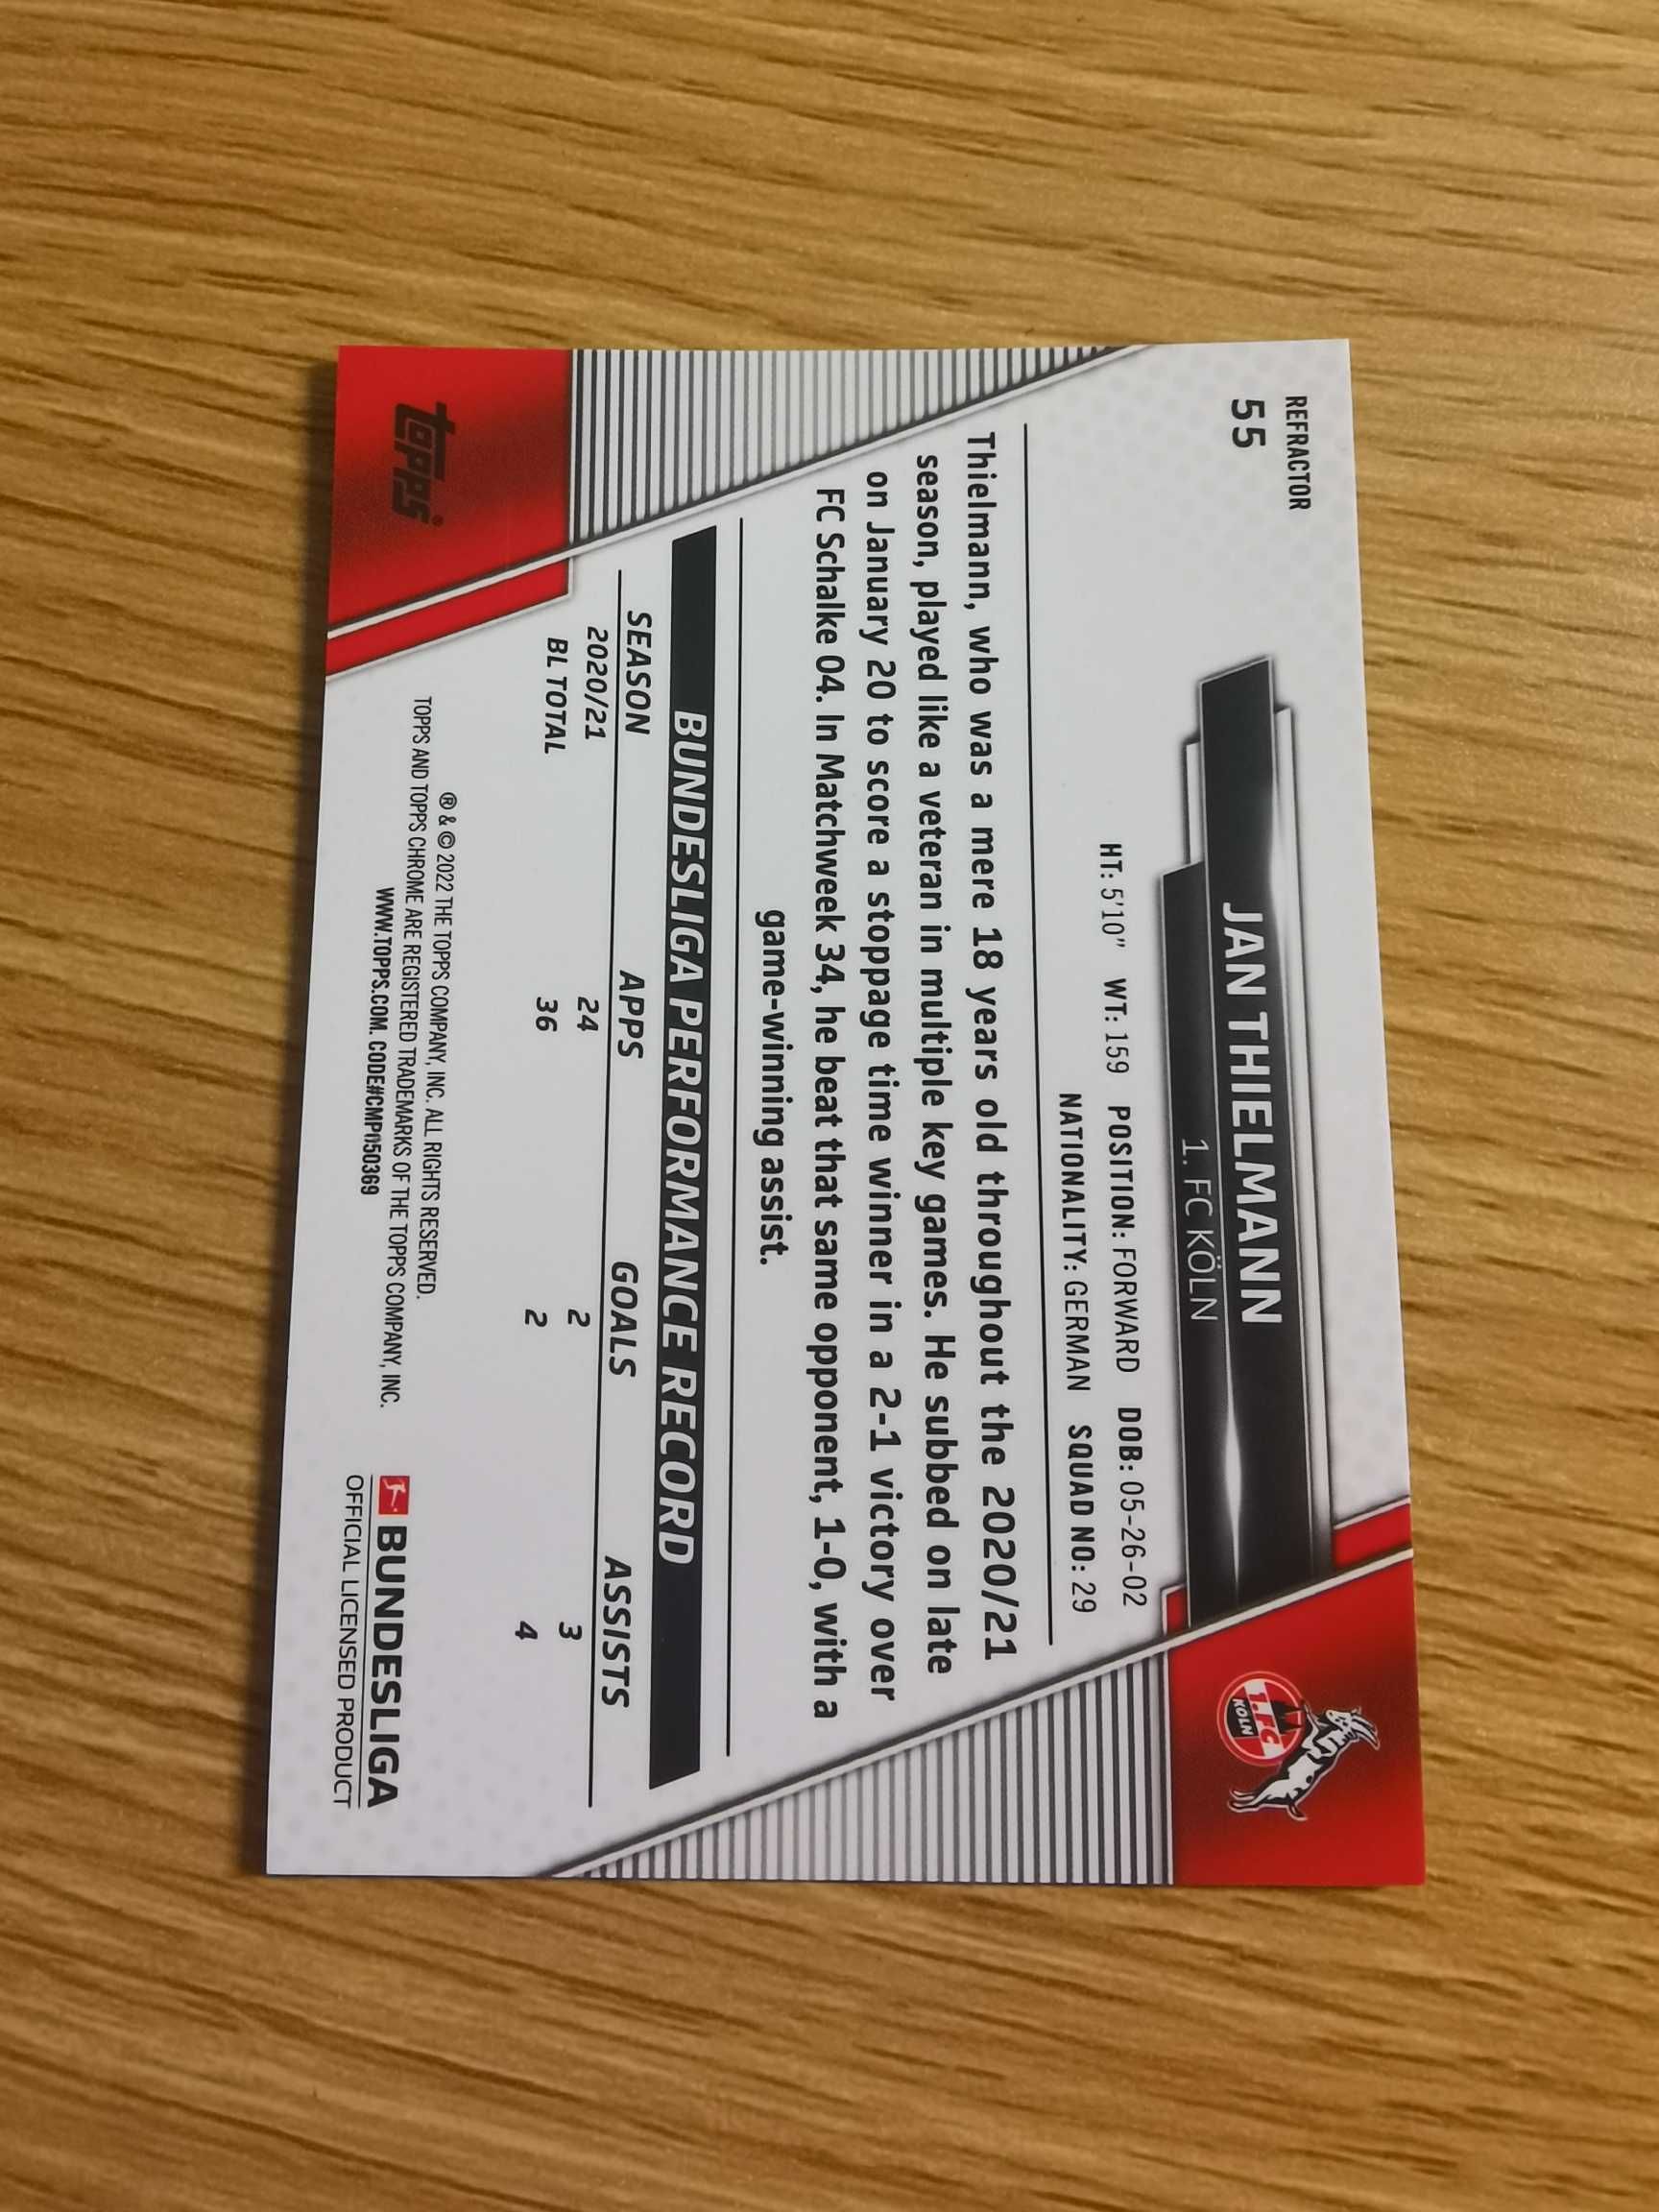 REFRACTOR
55
JAN THIELMANN
1. FC KÖLN
HT: 5'10" WT: 159 POSITION: FORWARD DOB: 05-26-02
NATIONALITY: GERMAN SQUAD NO: 29
1.FC
KÖLN
Thielmann, who was a mere 18 years old throughout the 2020/21
season, played like a veteran in multiple key games. He subbed on late
on January 20 to score a stoppage time winner in a 2-1 victory over
FC Schalke 04. In Matchweek 34, he beat that same opponent, 1-0, with a
game-winning assist.
BUNDESLIGA PERFORMANCE RECORD
SEASON APPS GOALS ASSISTS
2020/21 24 2 3
BL TOTAL 36 2 4
® & © 2022 THE TOPPS COMPANY, INC. ALL RIGHTS RESERVED.
TOPPS AND TOPPS CHROME ARE REGISTERED TRADEMARKS OF THE TOPPS COMPANY, INC.
WWW.TOPPS.COM. CODE#CMP050369
topps®
BUNDESLIGA
OFFICIAL LICENSED PRODUCT